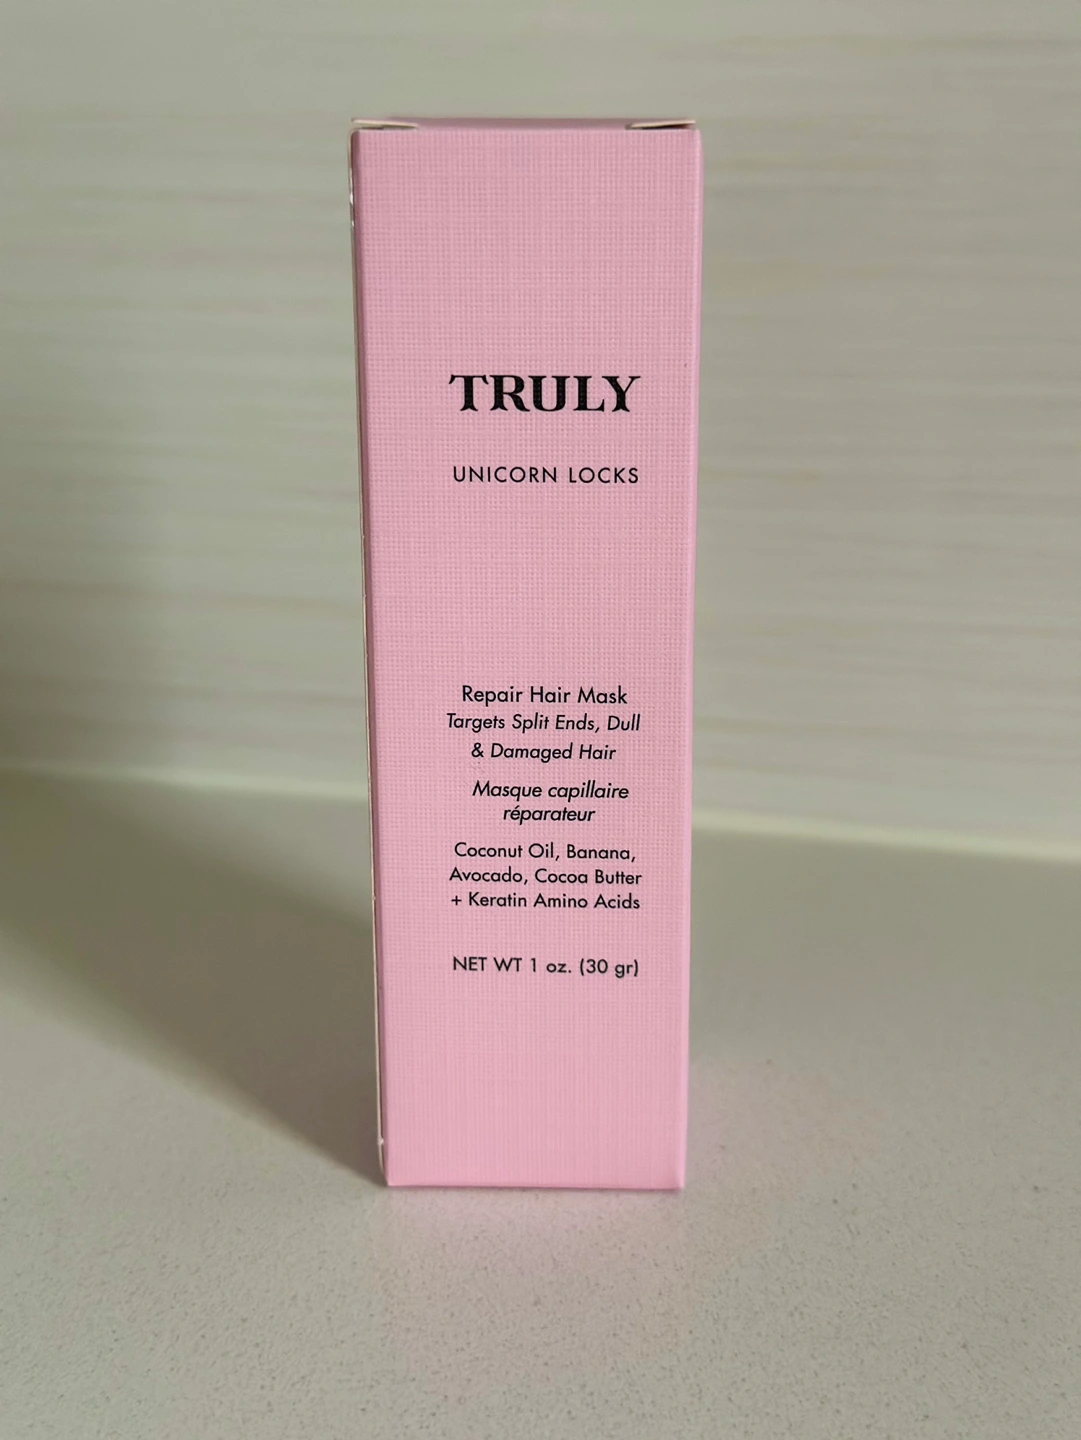 TRULY
UNICORN LOCKS
Repair Hair Mask
Targets Split Ends, Dull
& Damaged Hair
Masque capillaire
réparateur
Coconut Oil, Banana,
Avocado, Cocoa Butter
+ Keratin Amino Acids
NET WT 1 oz. (30 gr)